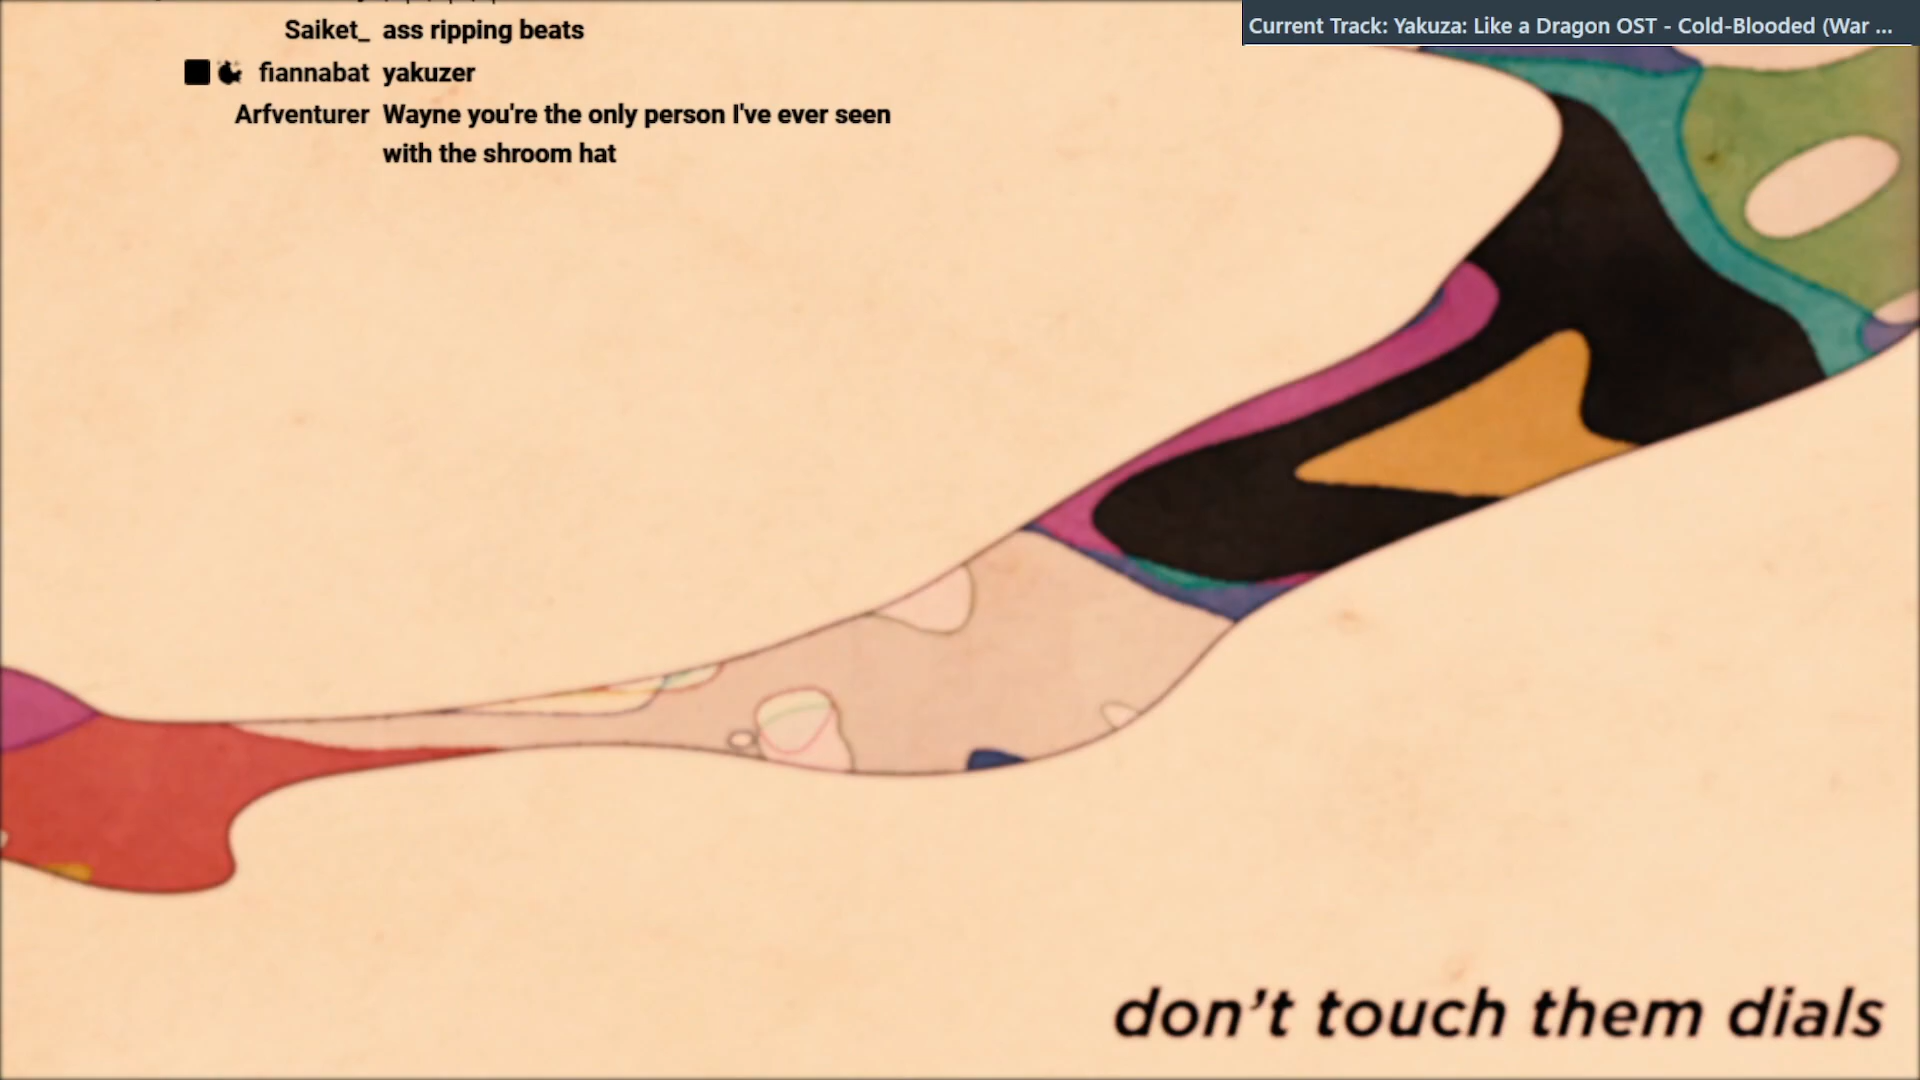 Current Track: Yakuza: Like a Dragon OST - Cold-Blooded (War ...
Saiket_ ass ripping beats
fiannabat yakuzer
Arfventurer Wayne you're the only person I've ever seen
with the shroom hat
don't touch them dials